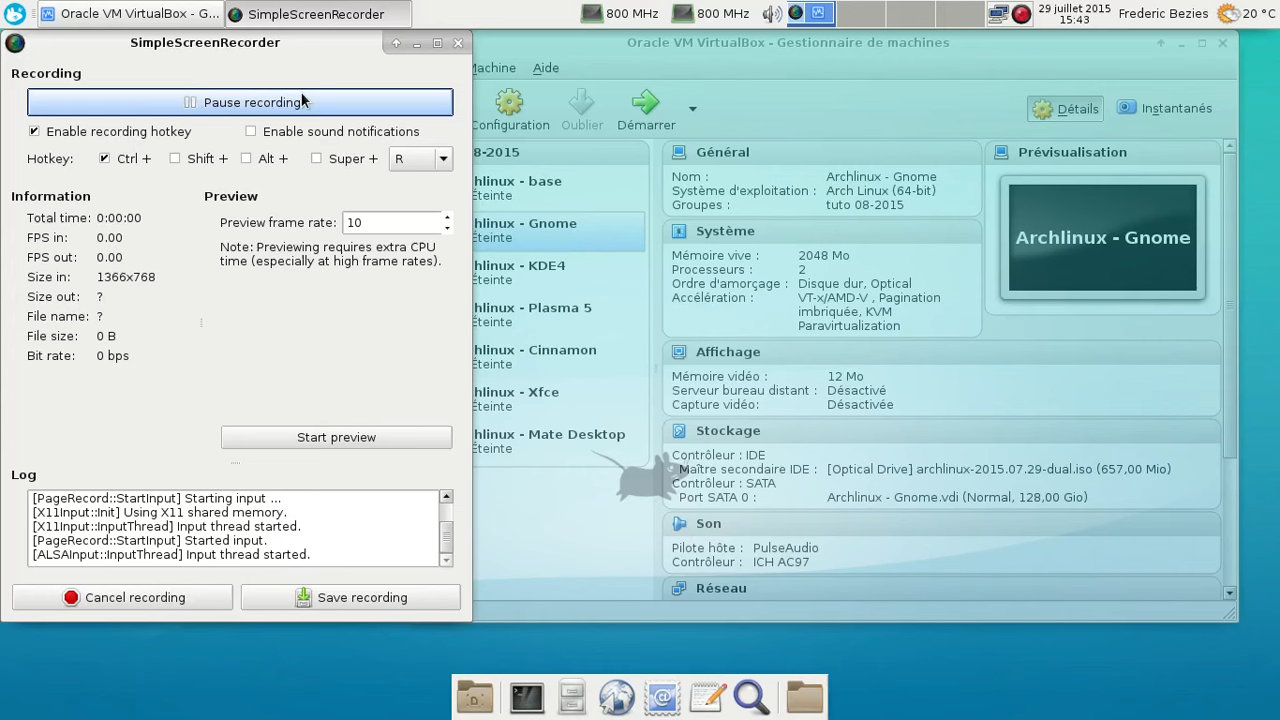 Oracle VM VirtualBox - G...
SimpleScreenRecorder
800 MHz
800 MHz
29 juillet 2015
15:43
Frederic Bezies
20 °C
SimpleScreenRecorder
Recording
Pause recording
Enable recording hotkey
Enable sound notifications
Hotkey:
Ctrl +
Shift +
Alt +
Super +
R
Information
Total time: 0:00:00
FPS in: 0.00
FPS out: 0.00
Size in: 1366x768
Size out: ?
File name: ?
File size: 0 B
Bit rate: 0 bps
Preview
Preview frame rate: 10
Note: Previewing requires extra CPU
time (especially at high frame rates).
Start preview
Log
[PageRecord::StartInput] Starting input ...
[X11Input::Init] Using X11 shared memory.
[X11Input::InputThread] Input thread started.
[PageRecord::StartInput] Started input.
[ALSAInput::InputThread] Input thread started.
Cancel recording
Save recording
Oracle VM VirtualBox - Gestionnaire de machines
Machine
Aide
Configuration
Oublier
Démarrer
Détails
Instantanés
8-2015
hlinux - base
Éteinte
hlinux - Gnome
Éteinte
hlinux - KDE4
Éteinte
hlinux - Plasma 5
Éteinte
hlinux - Cinnamon
Éteinte
hlinux - Xfce
Éteinte
hlinux - Mate Desktop
Éteinte
Général
Nom : Archlinux - Gnome
Système d'exploitation : Arch Linux (64-bit)
Groupes : tuto 08-2015
Système
Mémoire vive : 2048 Mo
Processeurs : 2
Ordre d'amorçage : Disque dur, Optical
Accélération : VT-x/AMD-V , Pagination
imbriquée, KVM
Paravirtualization
Prévisualisation
Archlinux - Gnome
Affichage
Mémoire vidéo : 12 Mo
Serveur bureau distant : Désactivé
Capture vidéo: Désactivée
Stockage
Contrôleur : IDE
Maître secondaire IDE : [Optical Drive] archlinux-2015.07.29-dual.iso (657,00 Mio)
Contrôleur : SATA
Port SATA 0 : Archlinux - Gnome.vdi (Normal, 128,00 Gio)
Son
Pilote hôte : PulseAudio
Contrôleur : ICH AC97
Réseau